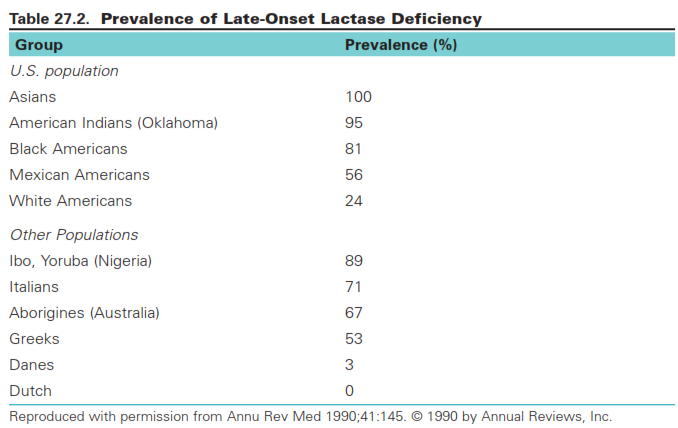 Table 27.2. Prevalence of Late-Onset Lactase Deficiency
Group Prevalence (%)
U.S. population
Asians 100
American Indians (Oklahoma) 95
Black Americans 81
Mexican Americans 56
White Americans 24
Other Populations
Ibo, Yoruba (Nigeria) 89
Italians 71
Aborigines (Australia) 67
Greeks 53
Danes 3
Dutch 0
Reproduced with permission from Annu Rev Med 1990;41:145. © 1990 by Annual Reviews, Inc.